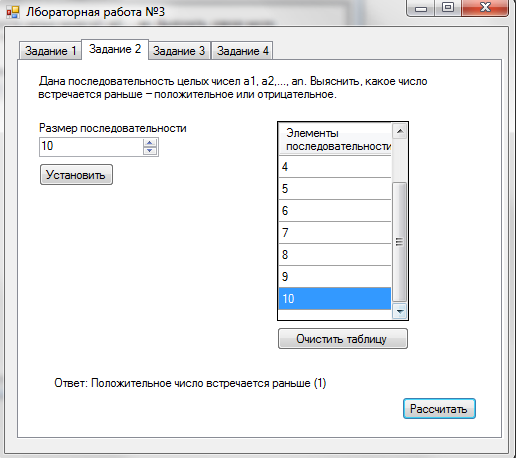 Лбораторная работа №3
Задание 1 Задание 2 Задание 3 Задание 4
Дана последовательность целых чисел a1, a2,..., an. Выяснить, какое число
встречается раньше – положительное или отрицательное.
Размер последовательности
10
Установить
Элементы
последовательности
4
5
6
7
8
9
10
Очистить таблицу
Ответ: Положительное число встречается раньше (1)
Рассчитать